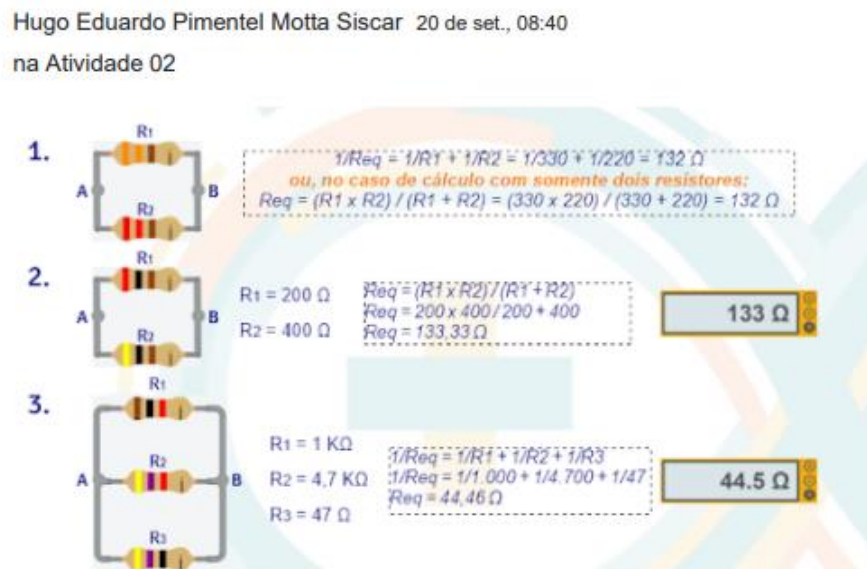 Hugo Eduardo Pimentel Motta Siscar 20 de set., 08:40
na Atividade 02
1.
R1
A
B
R2
1/Req = 1/R1 + 1/R2 = 1/330 + 1/220 = 132 Ω
ou, no caso de cálculo com somente dois resistores:
Req = (R1 x R2) / (R1 + R2) = (330 x 220) / (330 + 220) = 132 Ω
2.
R1
A
B
R2
R1 = 200 Ω
R2 = 400 Ω
Req = (R1 x R2) / (R1 + R2)
Req = 200 x 400 / 200 + 400
Req = 133,33 Ω
133 Ω
3.
R1
R2
A
B
R3
R1 = 1 KΩ
R2 = 4,7 KΩ
R3 = 47 Ω
1/Req = 1/R1 + 1/R2 + 1/R3
1/Req = 1/1.000 + 1/4.700 + 1/47
Req = 44,46 Ω
44.5 Ω